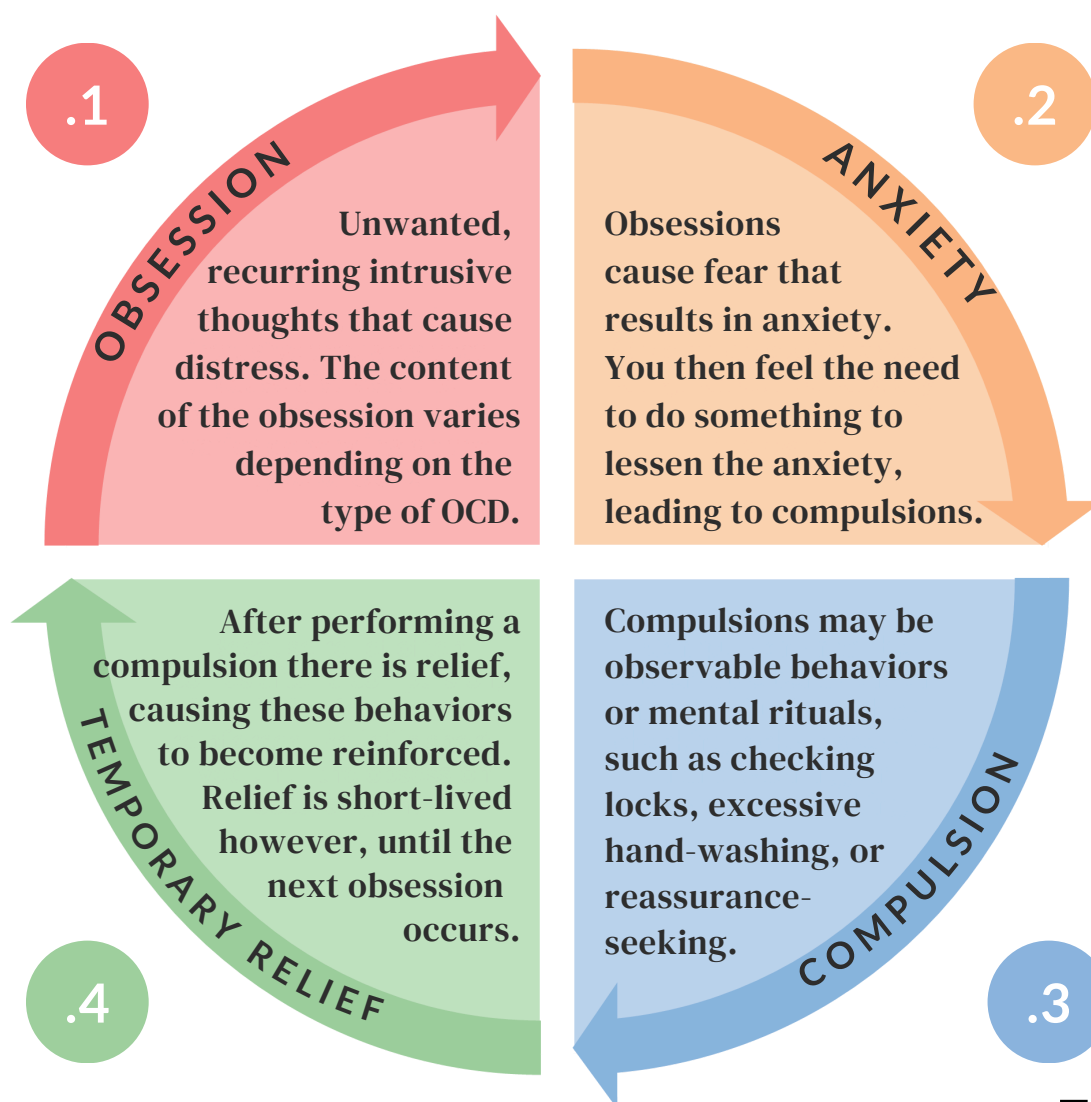 .1
OBSESSION
Unwanted,
recurring intrusive
thoughts that cause
distress. The content
of the obsession varies
depending on the
type of OCD.
.2
ANXIETY
Obsessions
cause fear that
results in anxiety.
You then feel the need
to do something to
lessen the anxiety,
leading to compulsions.
.3
COMPULSION
Compulsions may be
observable behaviors
or mental rituals,
such as checking
locks, excessive
hand-washing, or
reassurance-
seeking.
.4
TEMPORARY RELIEF
After performing a
compulsion there is relief,
causing these behaviors
to become reinforced.
Relief is short-lived
however, until the
next obsession
occurs.